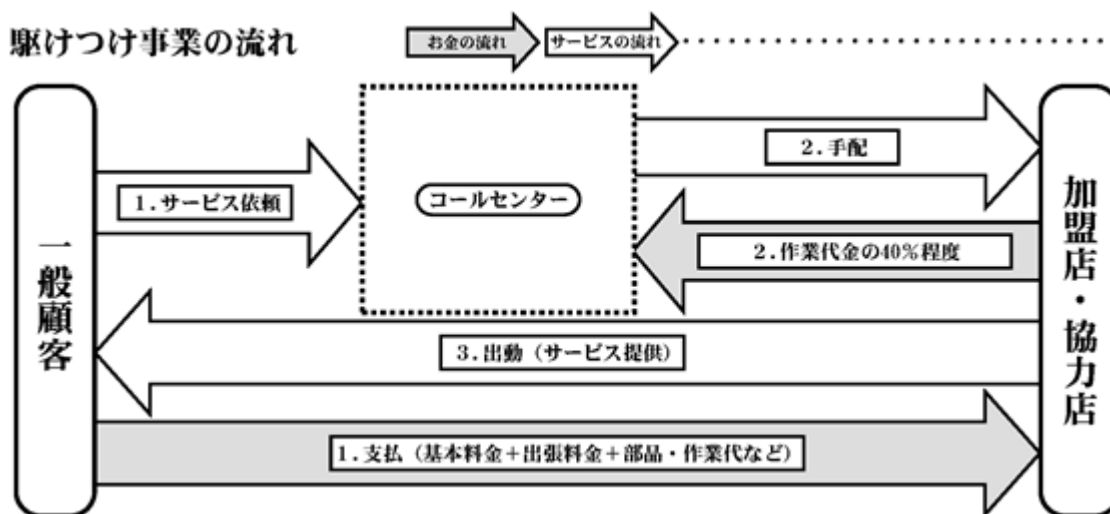 駆けつけ事業の流れ
お金の流れ
サービスの流れ
一般顧客
コールセンター
加盟店・協力店
1.サービス依頼
2.手配
2.作業代金の40%程度
3.出動(サービス提供)
1.支払(基本料金+出張料金+部品・作業代など)